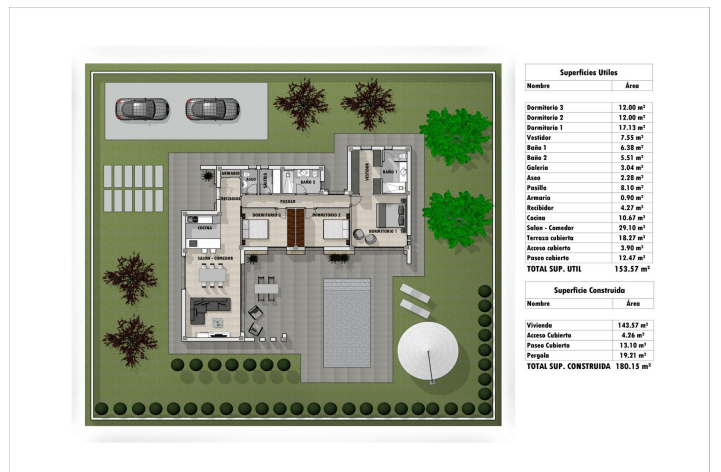 Superficies Utiles
Nombre Área
Dormitorio 3 12.00 m²
Dormitorio 2 12.00 m²
Dormitorio 1 17.13 m²
Vestidor 7.55 m²
Baño 1 6.38 m²
Baño 2 5.51 m²
Galeria 3.04 m²
Aseo 2.28 m²
Pasillo 8.10 m²
Armario 0.90 m²
Recibidor 4.27 m²
Cocina 10.67 m²
Salon - Comedor 29.10 m²
Terraza cubierta 18.27 m²
Acceso cubierto 3.90 m²
Paseo cubierto 12.47 m²
TOTAL SUP. UTIL 153.57 m²
Superficie Construida
Nombre Área
Vivienda 143.57 m²
Acceso Cubierto 4.26 m²
Paseo Cubierto 13.10 m²
Pergola 19.21 m²
TOTAL SUP. CONSTRUIDA 180.15 m²
ARMARIO
ASEO
BAÑO 2
VESTIDOR
BAÑO 1
RECIBIDOR
PASILLO
COCINA
DORMITORIO 2
DORMITORIO 1
SALON - COMEDOR